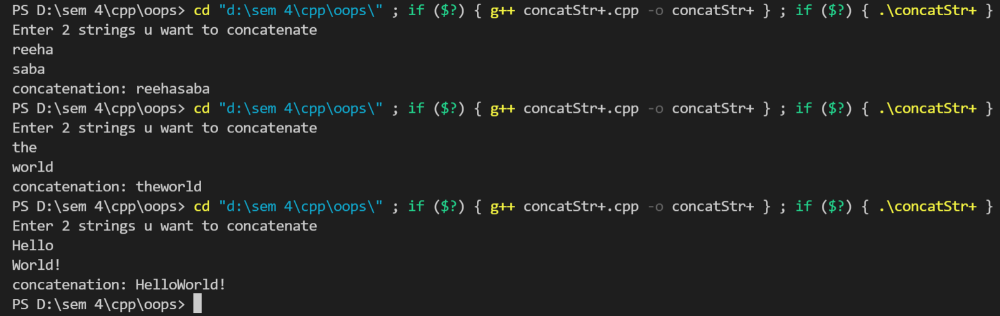 PS D:\sem 4\cpp\oops> cd "d:\sem 4\cpp\oops\" ; if ($?) { g++ concatStr+.cpp -o concatStr+ } ; if ($?) { .\concatStr+ }
Enter 2 strings u want to concatenate
reeha
saba
concatenation: reehasaba
PS D:\sem 4\cpp\oops> cd "d:\sem 4\cpp\oops\" ; if ($?) { g++ concatStr+.cpp -o concatStr+ } ; if ($?) { .\concatStr+ }
Enter 2 strings u want to concatenate
the
world
concatenation: theworld
PS D:\sem 4\cpp\oops> cd "d:\sem 4\cpp\oops\" ; if ($?) { g++ concatStr+.cpp -o concatStr+ } ; if ($?) { .\concatStr+ }
Enter 2 strings u want to concatenate
Hello
World!
concatenation: HelloWorld!
PS D:\sem 4\cpp\oops>